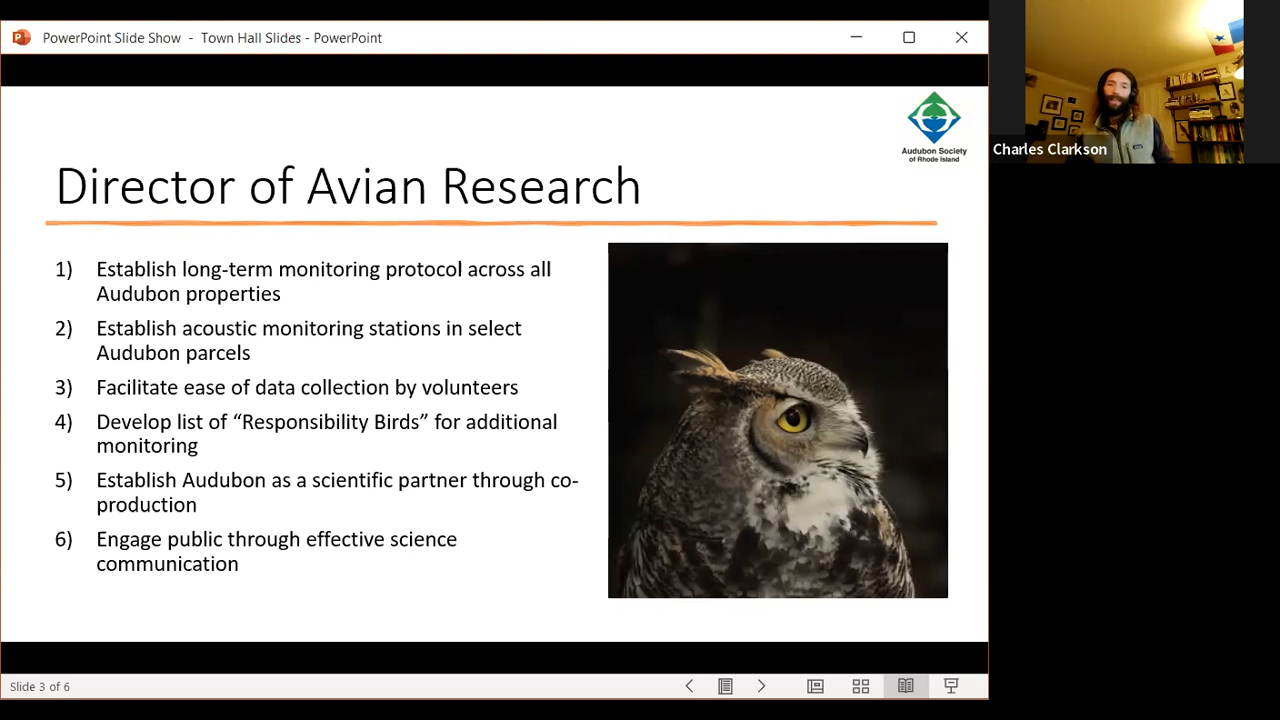 PowerPoint Slide Show - Town Hall Slides - PowerPoint
Charles Clarkson
Audubon Society
of Rhode Island
Director of Avian Research
1) Establish long-term monitoring protocol across all
Audubon properties
2) Establish acoustic monitoring stations in select
Audubon parcels
3) Facilitate ease of data collection by volunteers
4) Develop list of “Responsibility Birds” for additional
monitoring
5) Establish Audubon as a scientific partner through co-
production
6) Engage public through effective science
communication
Slide 3 of 6